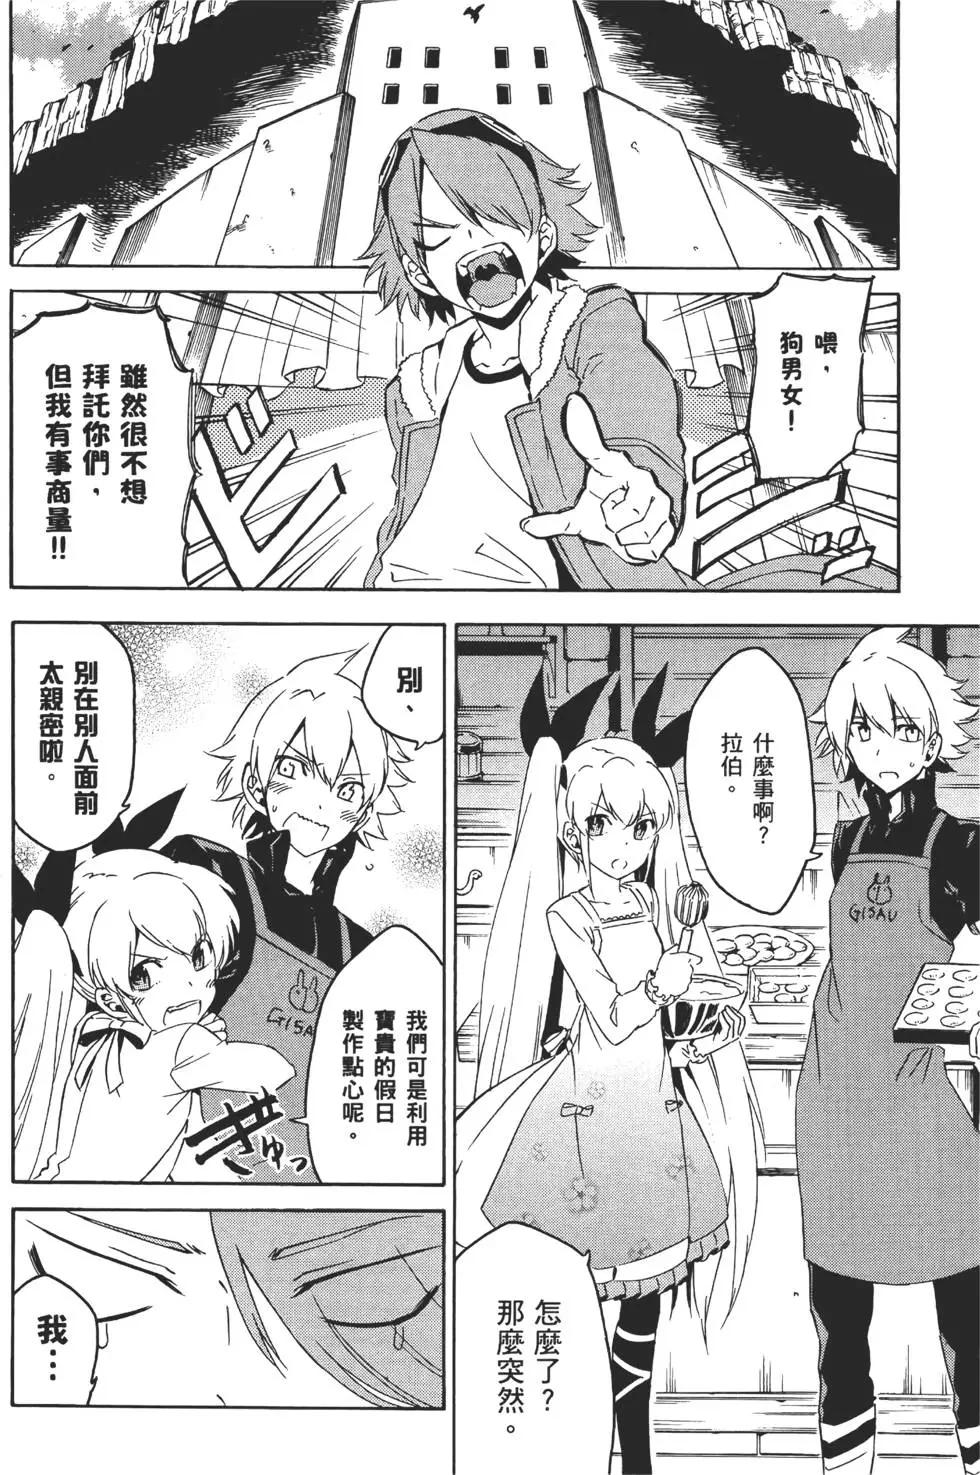 喂，
狗男女！
雖然很不想
拜託你們，
但我有事商量!!
ビシッ
什麼事啊？
拉伯。
GISAU
怎麼了？
那麼突然。
別、
別在別人面前
太親密啦。
GISAU
我們可是利用
寶貴的假日
製作點心呢。
ぎゅっ
我…